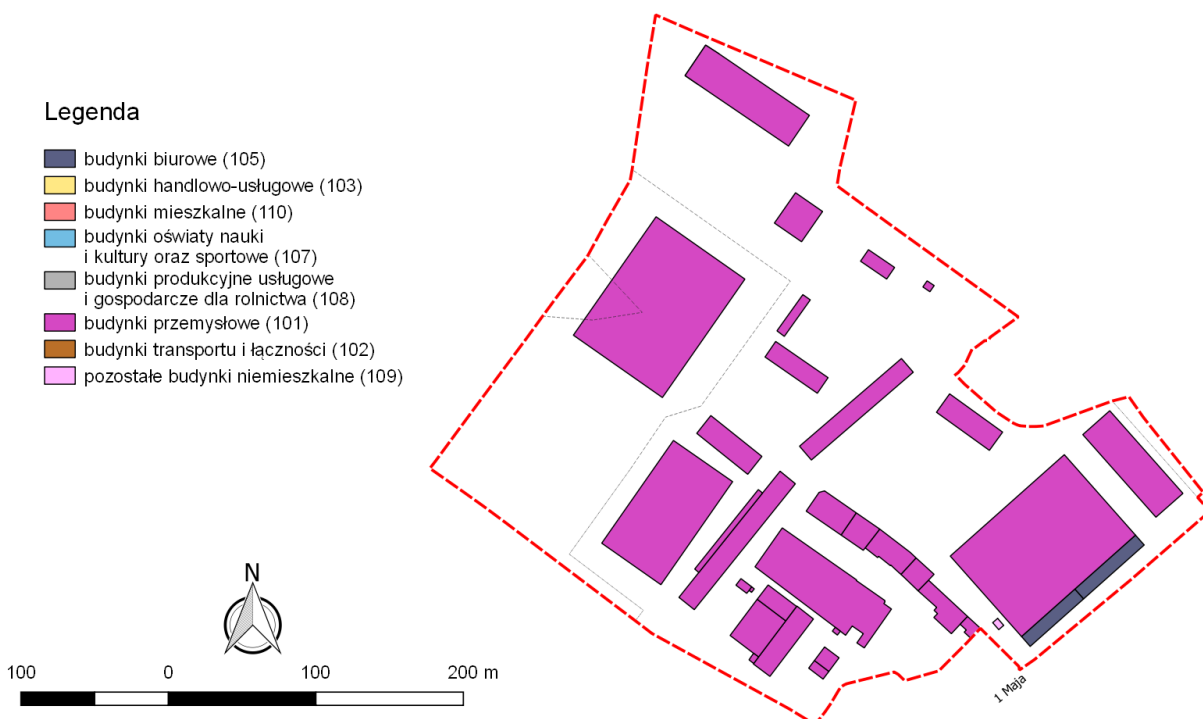 Legenda
budynki biurowe (105)
budynki handlowo-usługowe (103)
budynki mieszkalne (110)
budynki oświaty nauki
i kultury oraz sportowe (107)
budynki produkcyjne usługowe
i gospodarcze dla rolnictwa (108)
budynki przemysłowe (101)
budynki transportu i łączności (102)
pozostałe budynki niemieszkalne (109)
N
100 0 100 200 m
1 Maja